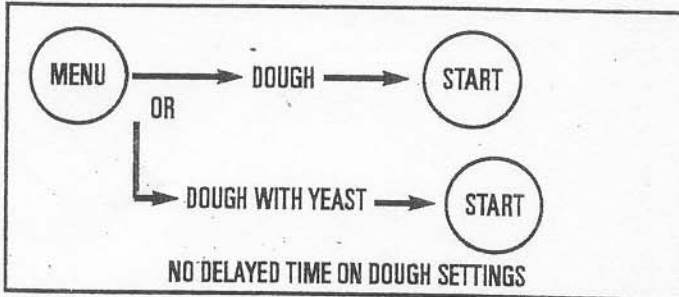 MENU DOUGH START
OR
DOUGH WITH YEAST START
NO DELAYED TIME ON DOUGH SETTINGS